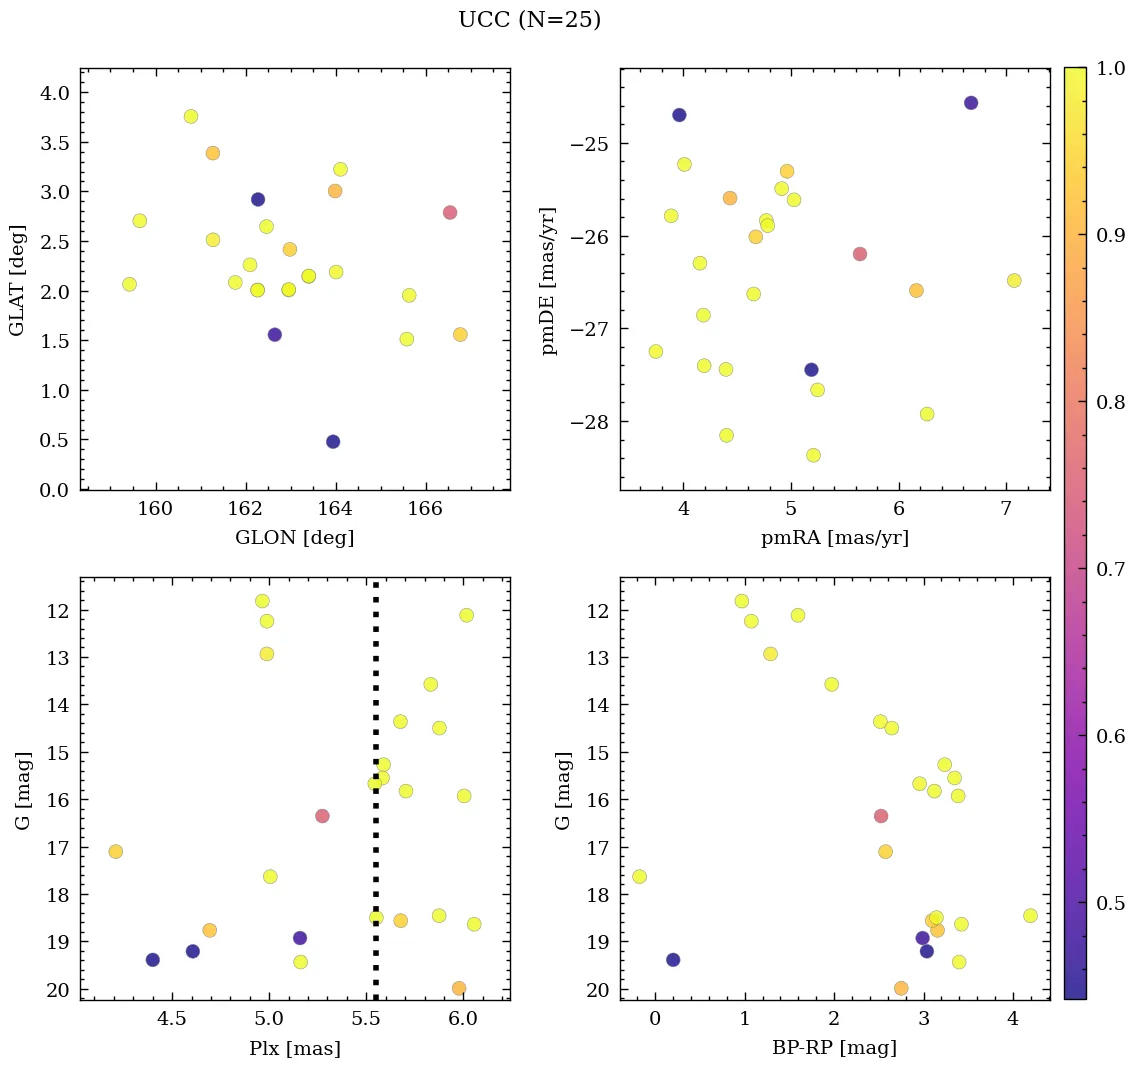 UCC (N=25)
4.0
3.5
3.0
2.5
2.0
1.5
1.0
0.5
0.0
GLAT [deg]
160 162 164 166
GLON [deg]
−25
−26
−27
−28
pmDE [mas/yr]
4 5 6 7
pmRA [mas/yr]
1.0
0.9
0.8
0.7
0.6
0.5
12
13
14
15
16
17
18
19
20
G [mag]
4.5 5.0 5.5 6.0
Plx [mas]
12
13
14
15
16
17
18
19
20
G [mag]
0 1 2 3 4
BP-RP [mag]